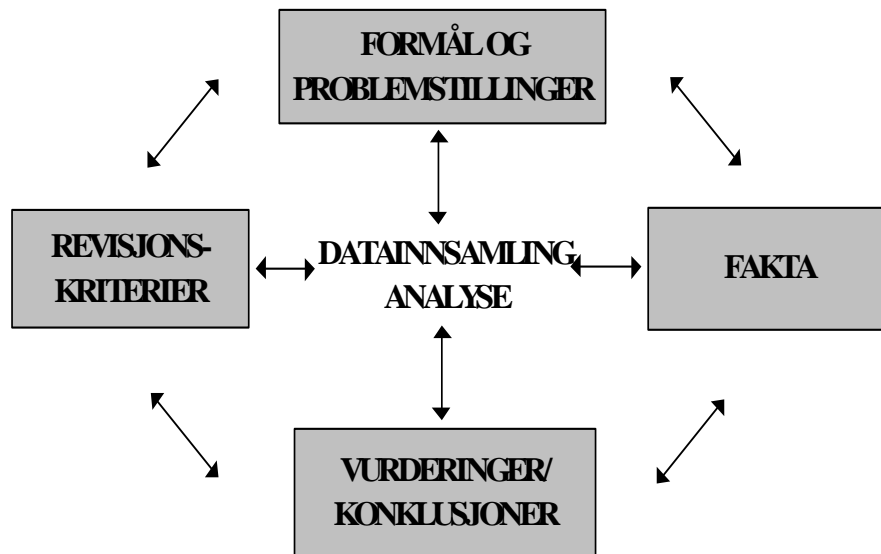 FORMÅL OG
PROBLEMSTILLINGER
REVISJONS-
KRITERIER
DATAINNSAMLING,
ANALYSE
FAKTA
VURDERINGER/
KONKLUSJONER